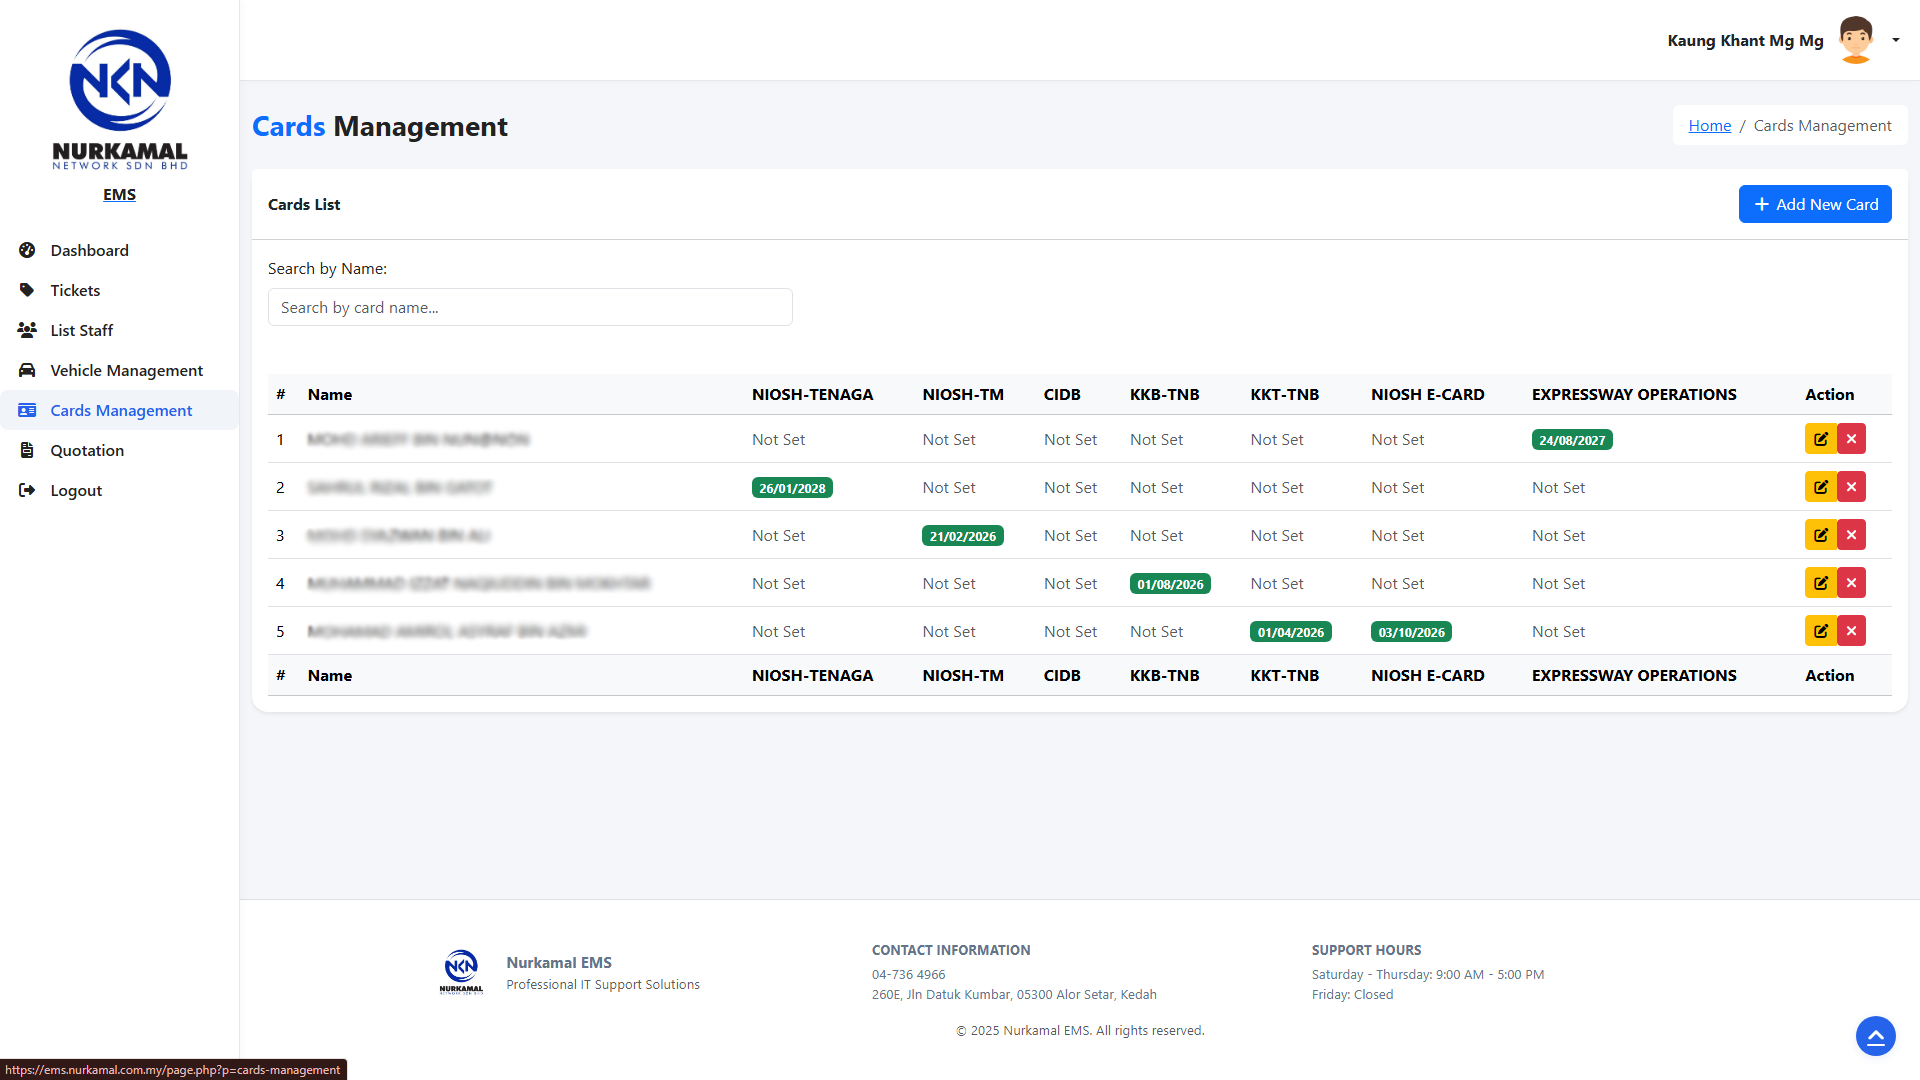 NKN
NURKAMAL
NETWORK SDN BHD
EMS
Dashboard
Tickets
List Staff
Vehicle Management
Cards Management
Quotation
Logout
Kaung Khant Mg Mg
Cards Management
Home / Cards Management
Cards List
+ Add New Card
Search by Name:
Search by card name...
# Name NIOSH-TENAGA NIOSH-TM CIDB KKB-TNB KKT-TNB NIOSH E-CARD EXPRESSWAY OPERATIONS Action
1 Not Set Not Set Not Set Not Set Not Set Not Set 24/08/2027
2 26/01/2028 Not Set Not Set Not Set Not Set Not Set Not Set
3 Not Set 21/02/2026 Not Set Not Set Not Set Not Set Not Set
4 Not Set Not Set Not Set 01/08/2026 Not Set Not Set Not Set
5 Not Set Not Set Not Set Not Set 01/04/2026 03/10/2026 Not Set
# Name NIOSH-TENAGA NIOSH-TM CIDB KKB-TNB KKT-TNB NIOSH E-CARD EXPRESSWAY OPERATIONS Action
NKN
NURKAMAL
Nurkamal EMS
Professional IT Support Solutions
CONTACT INFORMATION
04-736 4966
260E, Jln Datuk Kumbar, 05300 Alor Setar, Kedah
SUPPORT HOURS
Saturday - Thursday: 9:00 AM - 5:00 PM
Friday: Closed
© 2025 Nurkamal EMS. All rights reserved.
https://ems.nurkamal.com.my/page.php?p=cards-management